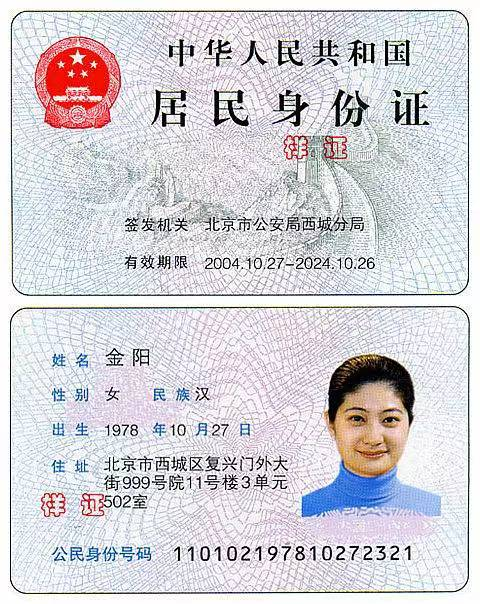 中华人民共和国
居民身份证
样证
签发机关 北京市公安局西城分局
有效期限 2004.10.27-2024.10.26
姓名 金阳
性别 女 民族汉
出生 1978 年10 月27 日
住址 北京市西城区复兴门外大
街999号院11号楼3单元
502室
样证
公民身份号码 110102197810272321